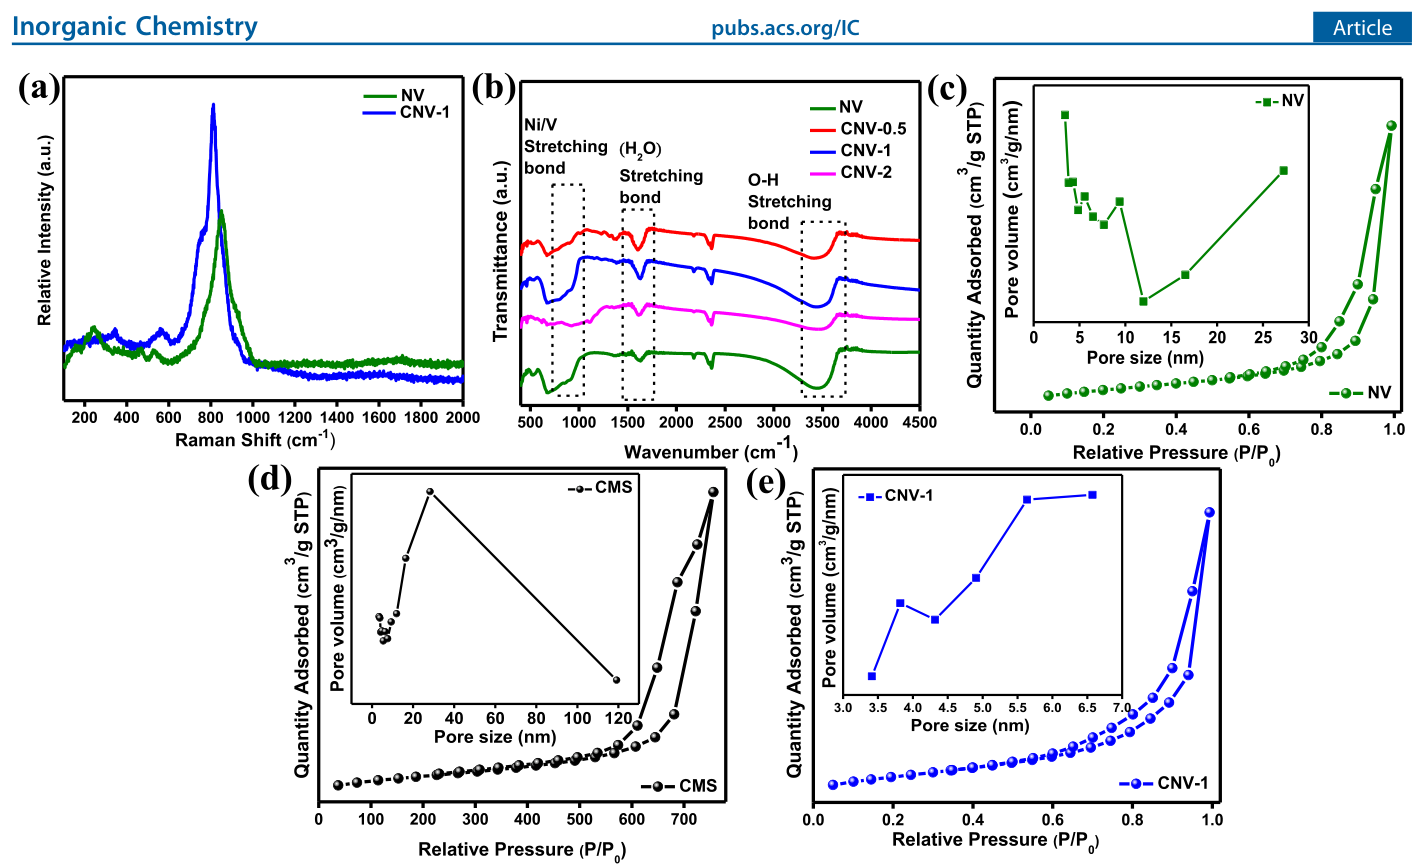 Inorganic Chemistry
pubs.acs.org/IC
Article
(a)
NV
CNV-1
Relative Intensity (a.u.)
200 400 600 800 1000 1200 1400 1600 1800 2000
Raman Shift (cm-1)
(b)
NV
CNV-0.5
CNV-1
CNV-2
Ni/V
Stretching
bond
(H2O)
Stretching
bond
O-H
Stretching
bond
Transmittance (a.u.)
500 1000 1500 2000 2500 3000 3500 4000 4500
Wavenumber (cm-1)
(c)
Quantity Adsorbed (cm3/g STP)
Pore volume (cm3/g/nm)
NV
0 5 10 15 20 25 30
Pore size (nm)
NV
0.0 0.2 0.4 0.6 0.8 1.0
Relative Pressure (P/P0)
(d)
Quantity Adsorbed (cm3/g STP)
Pore volume (cm3/g/nm)
CMS
0 20 40 60 80 100 120
Pore size (nm)
CMS
0 100 200 300 400 500 600 700
Relative Pressure (P/P0)
(e)
Quantity Adsorbed (cm3/g STP)
Pore volume (cm3/g/nm)
CNV-1
3.0 3.5 4.0 4.5 5.0 5.5 6.0 6.5 7.0
Pore size (nm)
CNV-1
0.0 0.2 0.4 0.6 0.8 1.0
Relative Pressure (P/P0)